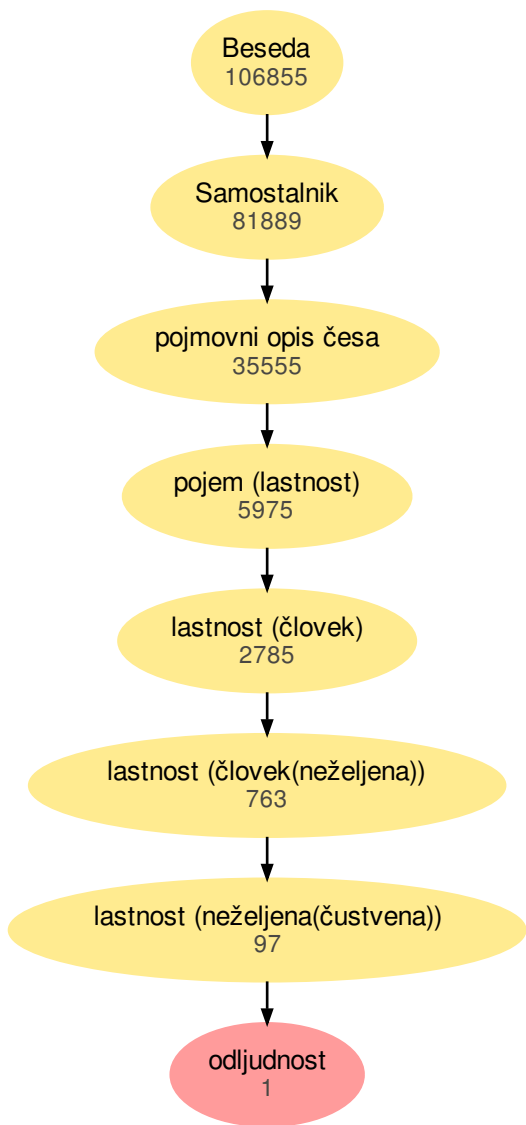 Beseda
106855
Samostalnik
81889
pojmovni opis česa
35555
pojem (lastnost)
5975
lastnost (človek)
2785
lastnost (človek(neželjena))
763
lastnost (neželjena(čustvena))
97
odljudnost
1